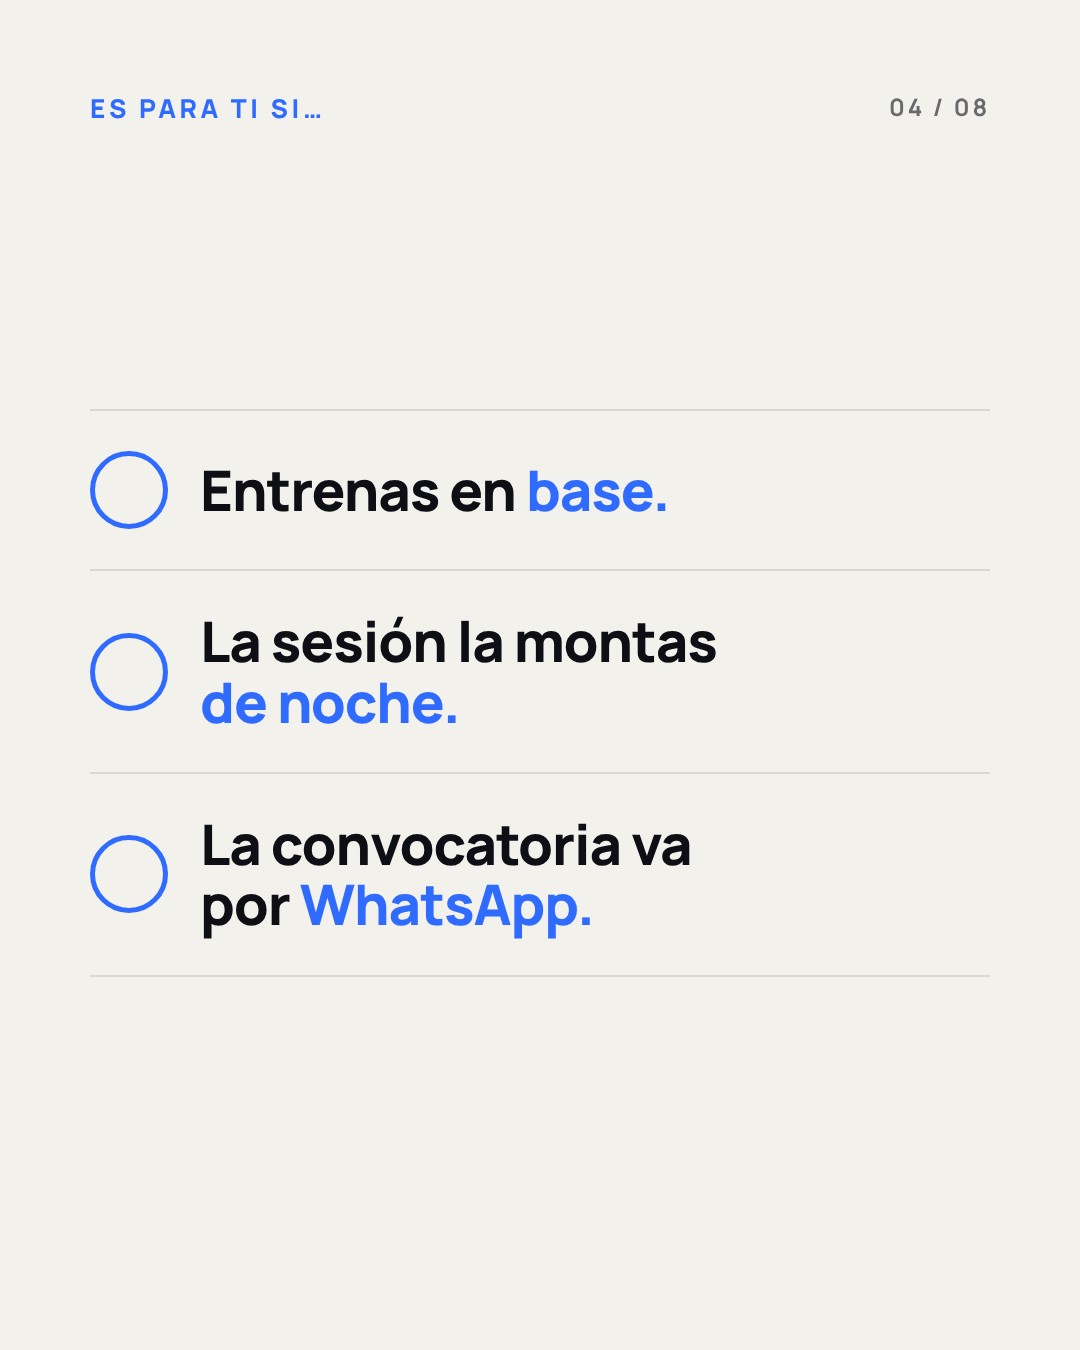 ES PARA TI SI…
04 / 08
Entrenas en base.
La sesión la montas
de noche.
La convocatoria va
por WhatsApp.